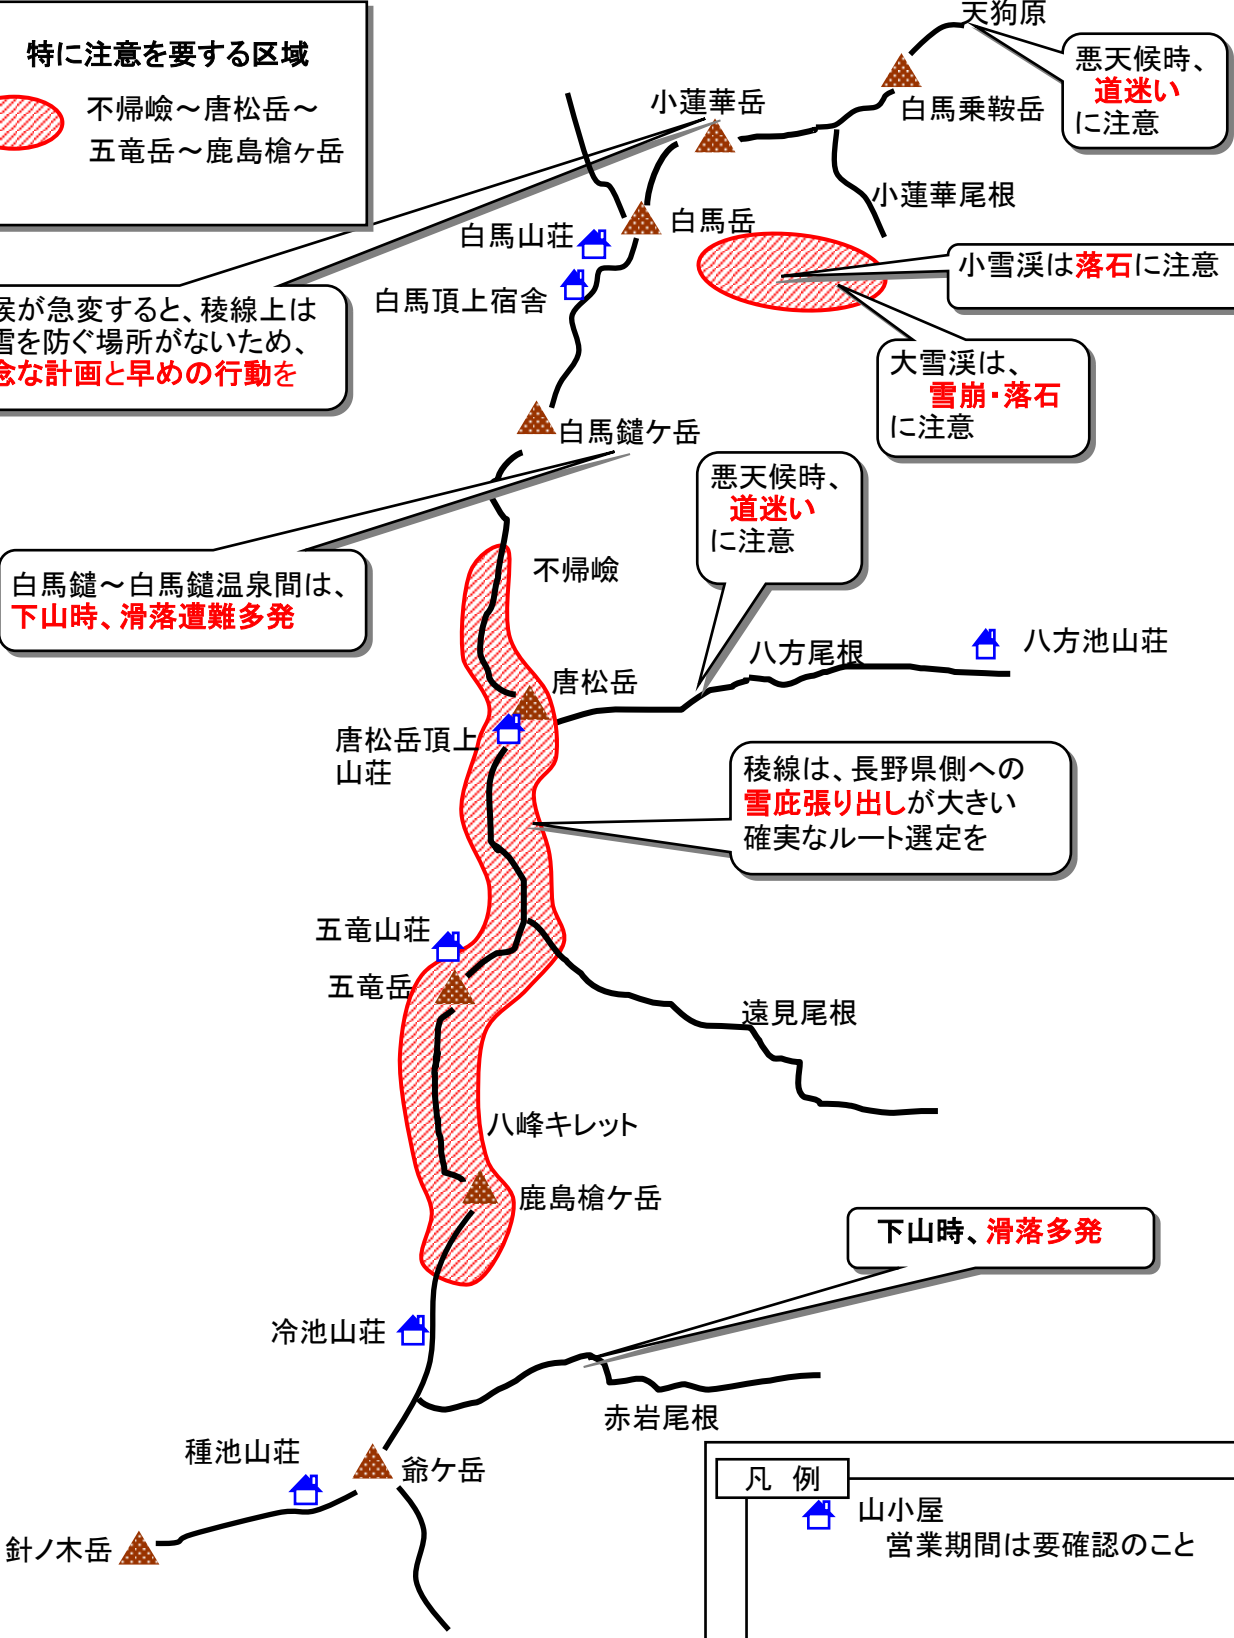 天狗原
特に注意を要する区域
不帰嶮～唐松岳～
五竜岳～鹿島槍ヶ岳
悪天候時、
道迷い
に注意
小蓮華岳
白馬乗鞍岳
小蓮華尾根
白馬岳
白馬山荘
小雪渓は落石に注意
白馬頂上宿舎
候が急変すると、稜線上は
雪を防ぐ場所がないため、
念な計画と早めの行動を
大雪渓は、
雪崩・落石
に注意
白馬鑓ケ岳
悪天候時、
道迷い
に注意
不帰嶮
白馬鑓～白馬鑓温泉間は、
下山時、滑落遭難多発
八方尾根
八方池山荘
唐松岳
唐松岳頂上
山荘
稜線は、長野県側への
雪庇張り出しが大きい
確実なルート選定を
五竜山荘
五竜岳
遠見尾根
八峰キレット
鹿島槍ケ岳
下山時、滑落多発
冷池山荘
赤岩尾根
種池山荘
爺ケ岳
凡 例
山小屋
営業期間は要確認のこと
針ノ木岳